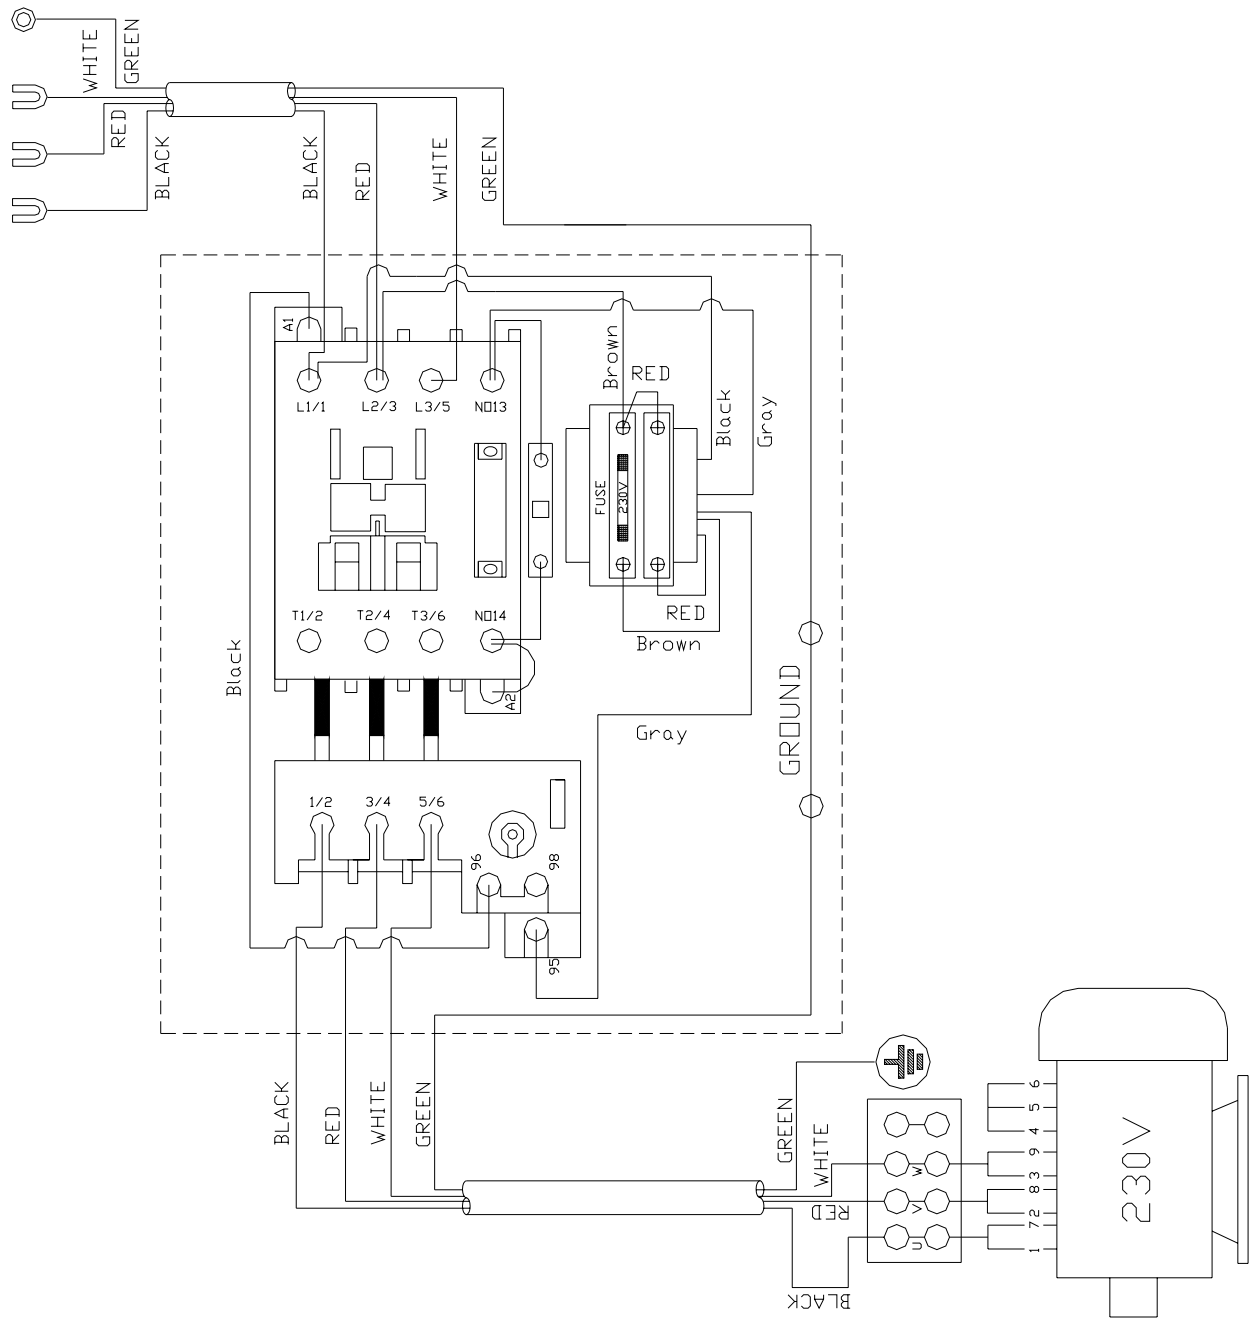 WHITE
GREEN
RED
BLACK
BLACK
RED
WHITE
GREEN
A1
L1/1
L2/3
L3/5
NO13
Brown
RED
Black
Gray
FUSE
230V
T1/2
T2/4
T3/6
NO14
RED
Brown
Black
A2
Gray
GROUND
1/2
3/4
5/6
96
98
95
BLACK
RED
WHITE
GREEN
GREEN
WHITE
RED
BLACK
W
V
U
6
5
4
9
3
8
2
7
1
230V